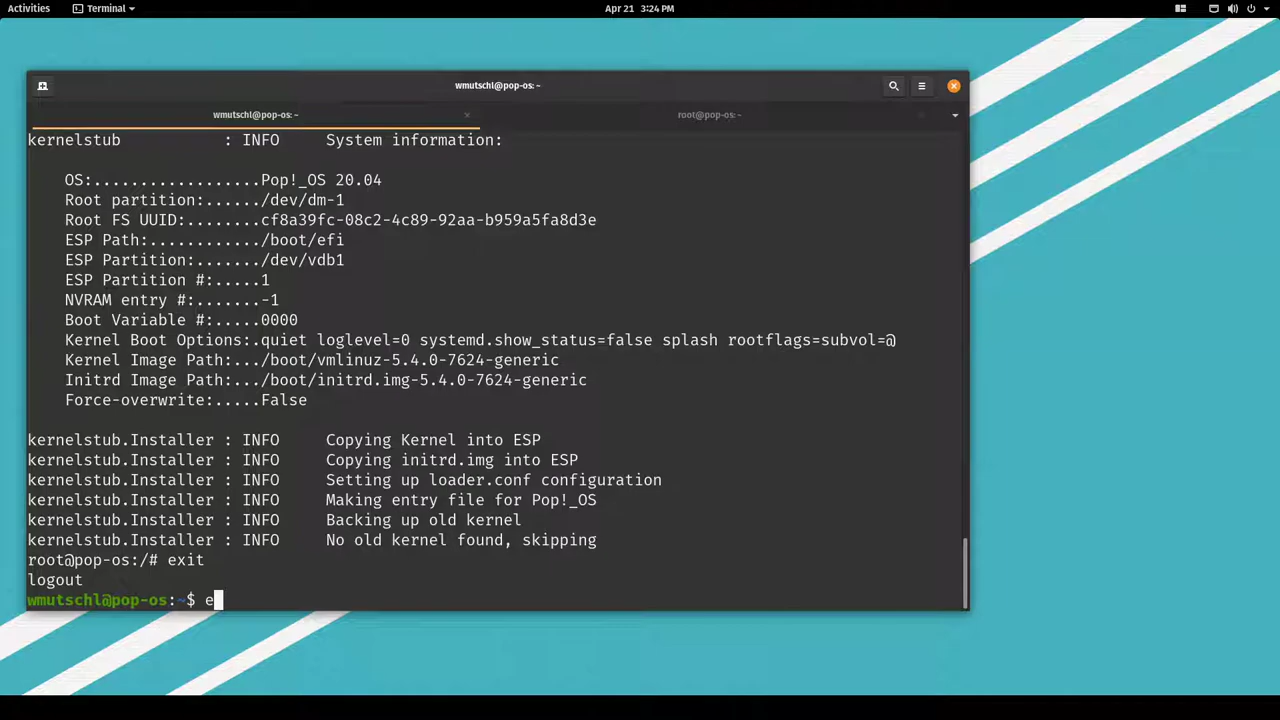 Activities
Terminal
Apr 21 3:24 PM
wmutschl@pop-os: ~
wmutschl@pop-os: ~
root@pop-os: ~
kernelstub : INFO System information:
OS:..................Pop!_OS 20.04
Root partition:....../dev/dm-1
Root FS UUID:........cf8a39fc-08c2-4c89-92aa-b959a5fa8d3e
ESP Path:............/boot/efi
ESP Partition:......./dev/vdb1
ESP Partition #:.....1
NVRAM entry #:.......-1
Boot Variable #:.....0000
Kernel Boot Options:.quiet loglevel=0 systemd.show_status=false splash rootflags=subvol=@
Kernel Image Path:.../boot/vmlinuz-5.4.0-7624-generic
Initrd Image Path:.../boot/initrd.img-5.4.0-7624-generic
Force-overwrite:.....False
kernelstub.Installer : INFO Copying Kernel into ESP
kernelstub.Installer : INFO Copying initrd.img into ESP
kernelstub.Installer : INFO Setting up loader.conf configuration
kernelstub.Installer : INFO Making entry file for Pop!_OS
kernelstub.Installer : INFO Backing up old kernel
kernelstub.Installer : INFO No old kernel found, skipping
root@pop-os:/# exit
logout
wmutschl@pop-os:~$ e